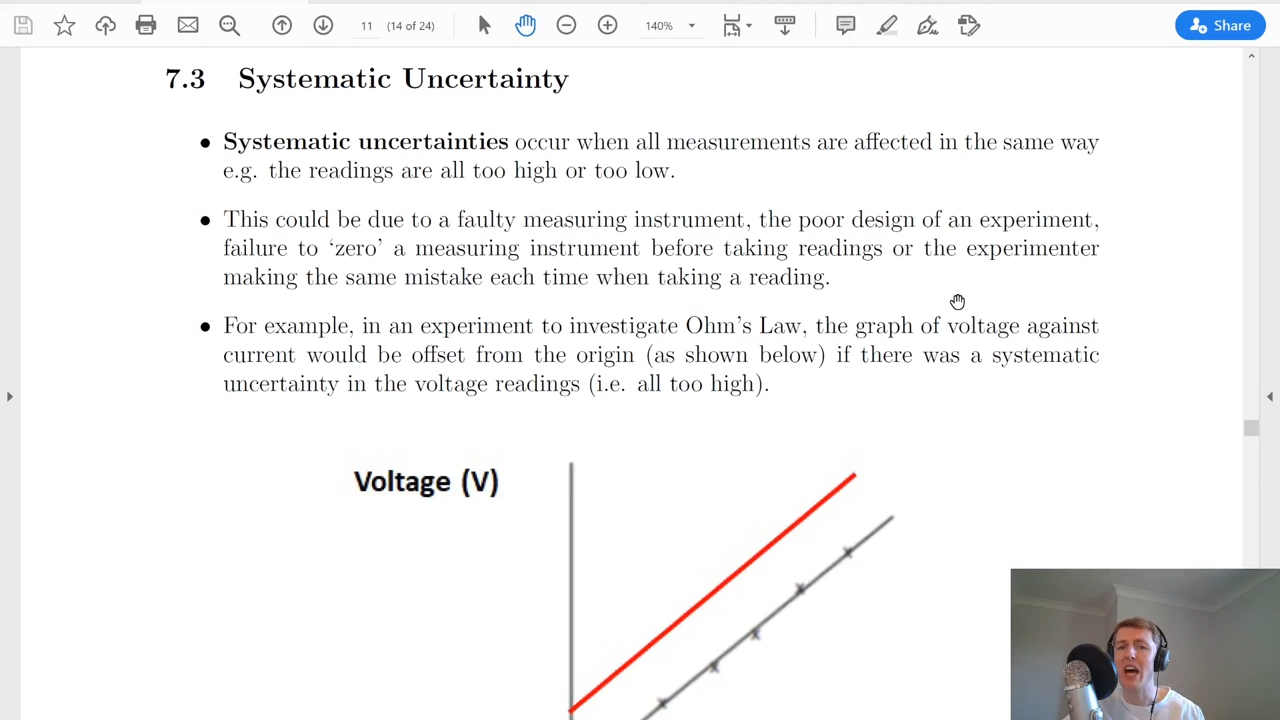 11 (14 of 24) 140% Share
7.3 Systematic Uncertainty
• Systematic uncertainties occur when all measurements are affected in the same way
e.g. the readings are all too high or too low.
• This could be due to a faulty measuring instrument, the poor design of an experiment,
failure to ‘zero’ a measuring instrument before taking readings or the experimenter
making the same mistake each time when taking a reading.
• For example, in an experiment to investigate Ohm's Law, the graph of voltage against
current would be offset from the origin (as shown below) if there was a systematic
uncertainty in the voltage readings (i.e. all too high).
Voltage (V)